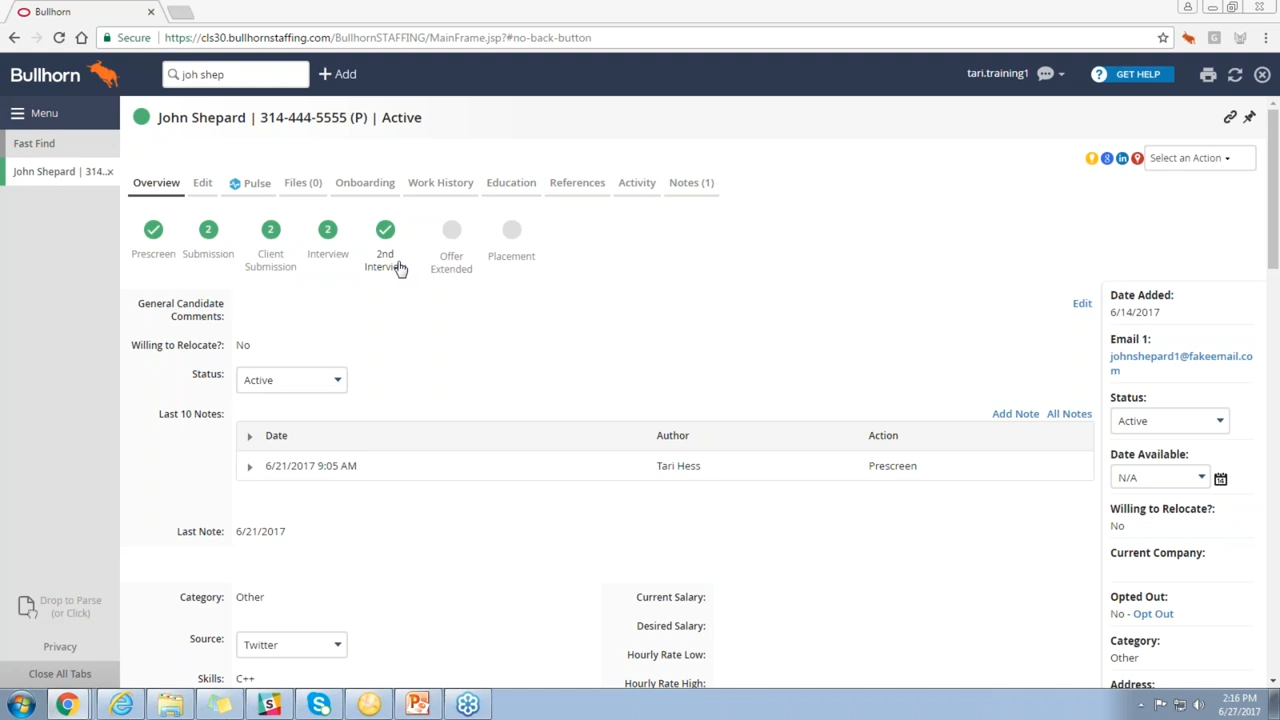 Bullhorn
Secure https://cls30.bullhornstaffing.com/BullhornSTAFFING/MainFrame.jsp?#no-back-button
Bullhorn joh shep Add tari.training1 ? GET HELP
Menu
Fast Find
John Shepard | 314...
John Shepard | 314-444-5555 (P) | Active
Select an Action
Overview Edit Pulse Files (0) Onboarding Work History Education References Activity Notes (1)
2 2 2
Prescreen Submission Client Submission Interview 2nd Offer Extended Placement
General Candidate Comments:
Edit
Willing to Relocate?: No
Status: Active
Last 10 Notes: Add Note All Notes
Date Author Action
6/21/2017 9:05 AM Tari Hess Prescreen
Last Note: 6/21/2017
Category: Other Current Salary:
Desired Salary:
Source: Twitter
Hourly Rate Low:
Skills: C++
Hourly Rate High:
Date Added:
6/14/2017
Email 1:
johnshepard1@fakeemail.co
m
Status:
Active
Date Available:
N/A
Willing to Relocate?:
No
Current Company:
Opted Out:
No - Opt Out
Category:
Other
Address:
Drop to Parse
(or Click)
Privacy
Close All Tabs
2:16 PM
6/27/2017